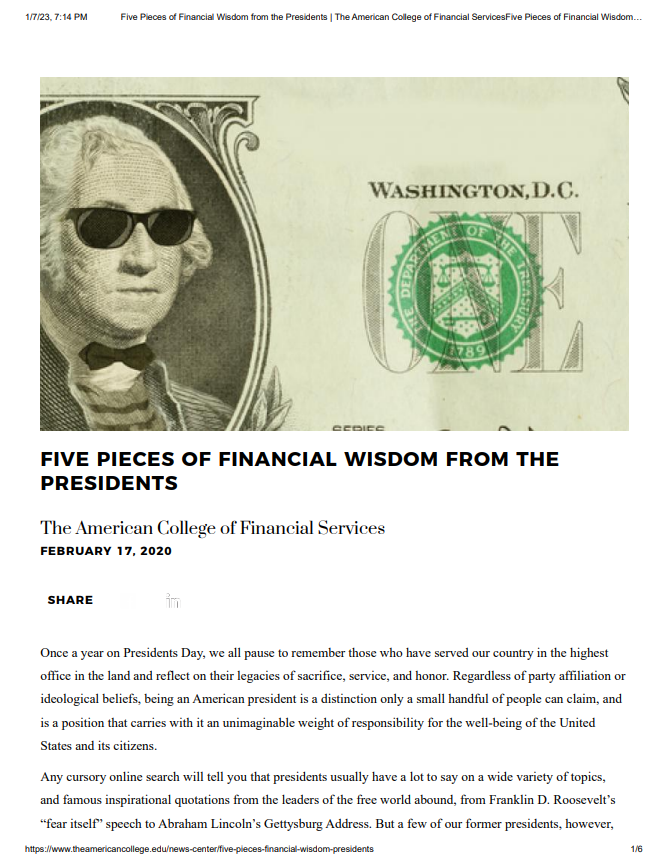 1/7/23, 7:14 PM Five Pieces of Financial Wisdom from the Presidents | The American College of Financial ServicesFive Pieces of Financial Wisdom…
WASHINGTON, D.C.
ONE
THE DEPARTMENT OF THE TREASURY
1789
SERIES
FIVE PIECES OF FINANCIAL WISDOM FROM THE
PRESIDENTS
The American College of Financial Services
FEBRUARY 17, 2020
SHARE in
Once a year on Presidents Day, we all pause to remember those who have served our country in the highest
office in the land and reflect on their legacies of sacrifice, service, and honor. Regardless of party affiliation or
ideological beliefs, being an American president is a distinction only a small handful of people can claim, and
is a position that carries with it an unimaginable weight of responsibility for the well-being of the United
States and its citizens.
Any cursory online search will tell you that presidents usually have a lot to say on a wide variety of topics,
and famous inspirational quotations from the leaders of the free world abound, from Franklin D. Roosevelt’s
“fear itself” speech to Abraham Lincoln’s Gettysburg Address. But a few of our former presidents, however,
https://www.theamericancollege.edu/news-center/five-pieces-financial-wisdom-presidents 1/6